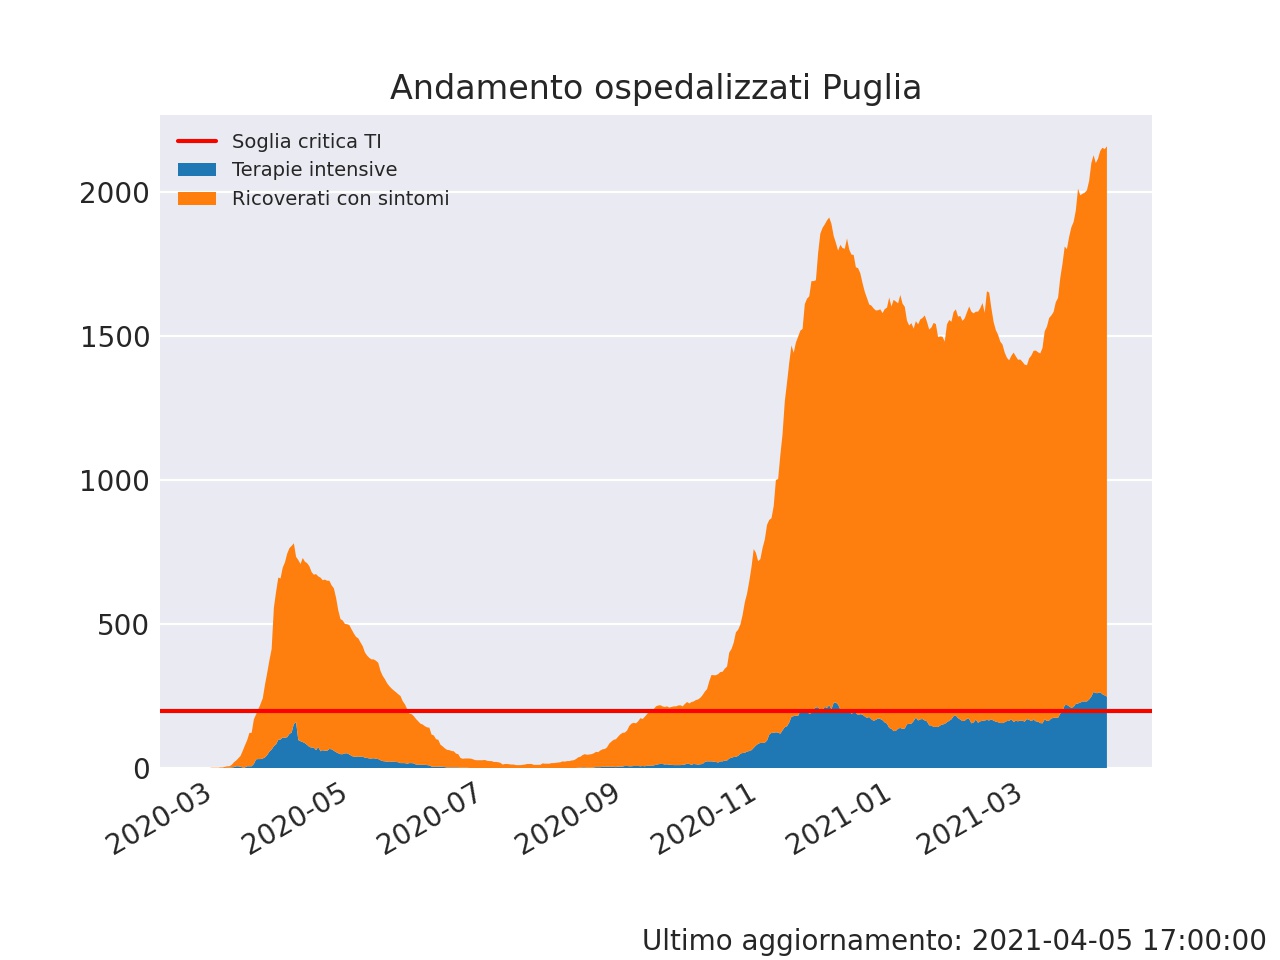 Andamento ospedalizzati Puglia
Soglia critica TI
Terapie intensive
Ricoverati con sintomi
2000
1500
1000
500
0
2020-03
2020-05
2020-07
2020-09
2020-11
2021-01
2021-03
Ultimo aggiornamento: 2021-04-05 17:00:00